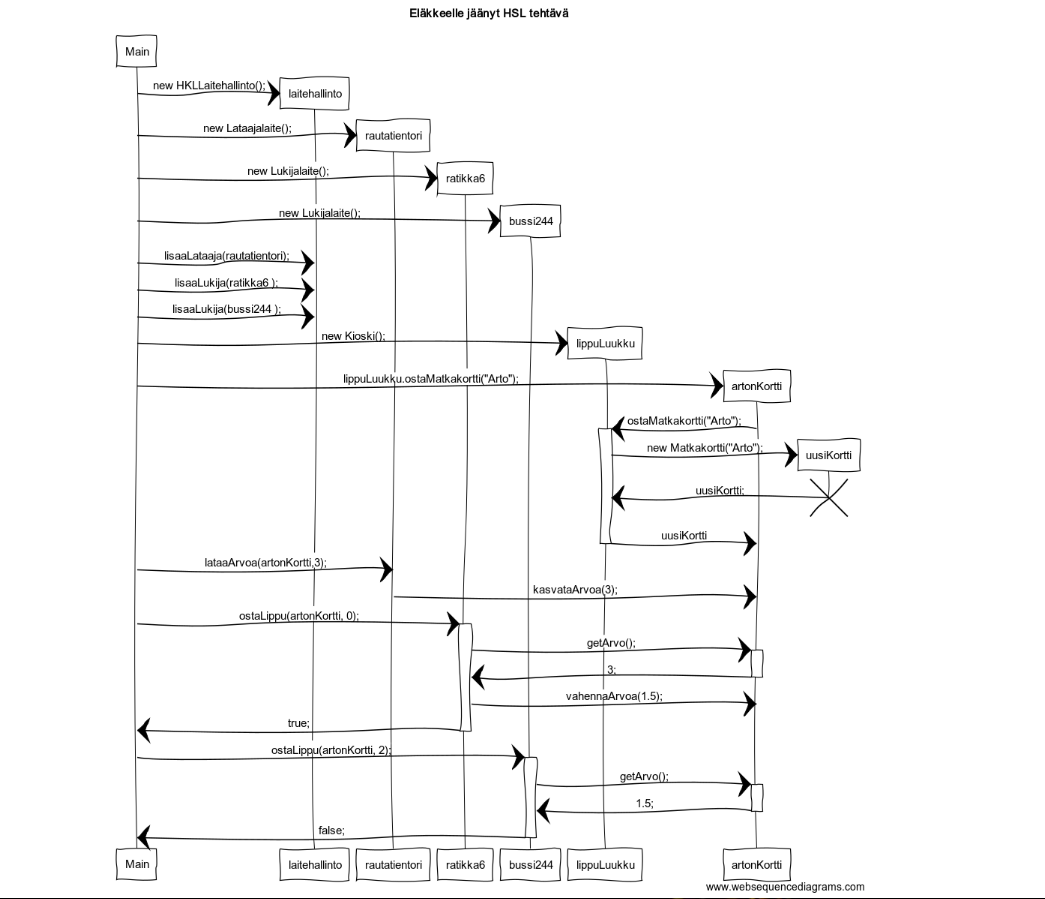 Eläkkeelle jäänyt HSL tehtävä
Main
new HKLLaitehallinto();
laitehallinto
new Lataajalaite();
rautatientori
new Lukijalaite();
ratikka6
new Lukijalaite();
bussi244
lisaaLataaja(rautatientori);
lisaaLukija(ratikka6 );
lisaaLukija(bussi244 );
new Kioski();
lippuLuukku
lippuLuukku.ostaMatkakortti("Arto");
artonKortti
ostaMatkakortti("Arto");
new Matkakortti("Arto");
uusiKortti
uusiKortti;
uusiKortti
lataaArvoa(artonKortti,3);
kasvataArvoa(3);
ostaLippu(artonKortti, 0);
getArvo();
3;
vahennaArvoa(1.5);
true;
ostaLippu(artonKortti, 2);
getArvo();
1.5;
false;
Main laitehallinto rautatientori ratikka6 bussi244 lippuLuukku artonKortti
www.websequencediagrams.com